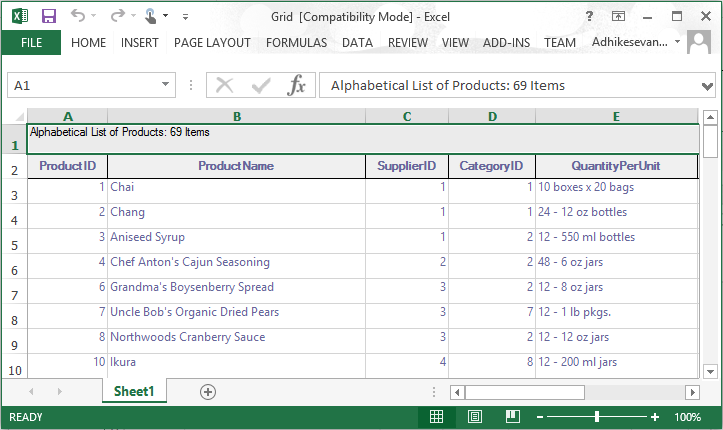 Grid [Compatibility Mode] - Excel
FILE HOME INSERT PAGE LAYOUT FORMULAS DATA REVIEW VIEW ADD-INS TEAM Adhikesevan...
A1 fx Alphabetical List of Products: 69 Items
A B C D E
1 Alphabetical List of Products: 69 Items
2 ProductID ProductName SupplierID CategoryID QuantityPerUnit
3 1 Chai 1 1 10 boxes x 20 bags
4 2 Chang 1 1 24 - 12 oz bottles
5 3 Aniseed Syrup 1 2 12 - 550 ml bottles
6 4 Chef Anton's Cajun Seasoning 2 2 48 - 6 oz jars
7 6 Grandma's Boysenberry Spread 3 2 12 - 8 oz jars
8 7 Uncle Bob's Organic Dried Pears 3 7 12 - 1 lb pkgs.
9 8 Northwoods Cranberry Sauce 3 2 12 - 12 oz jars
10 10 Ikura 4 8 12 - 200 ml jars
Sheet1
READY 100%